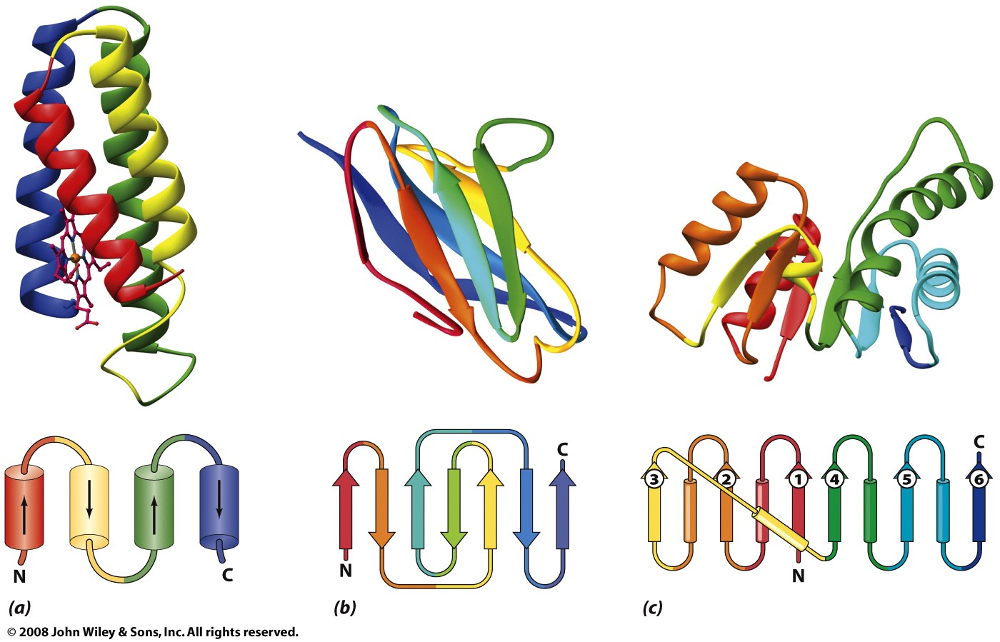 N
C
(a)
N
C
(b)
3
2
1
4
5
6
N
C
(c)
© 2008 John Wiley & Sons, Inc. All rights reserved.